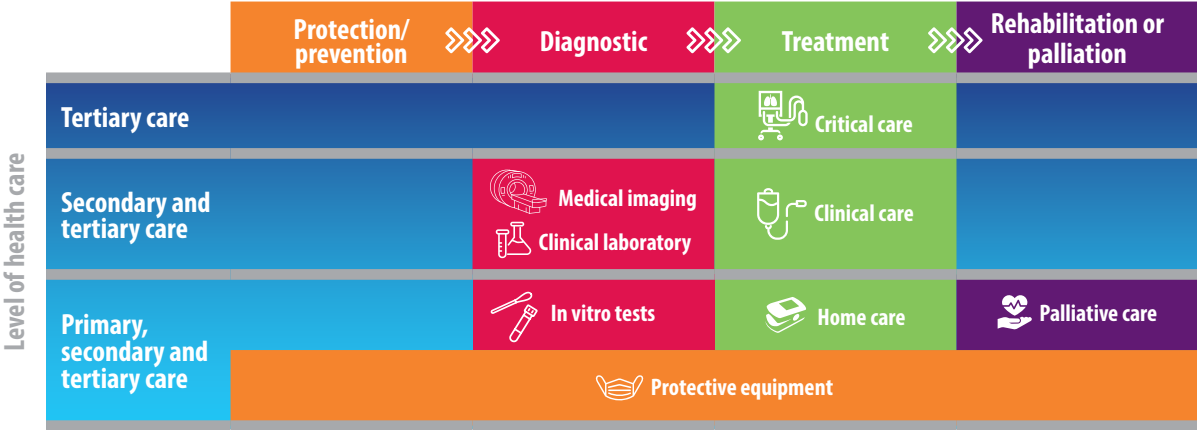 Protection/
prevention
Diagnostic
Treatment
Rehabilitation or
palliation
Level of health care
Tertiary care
Critical care
Secondary and
tertiary care
Medical imaging
Clinical laboratory
Clinical care
Primary,
secondary and
tertiary care
In vitro tests
Home care
Palliative care
Protective equipment